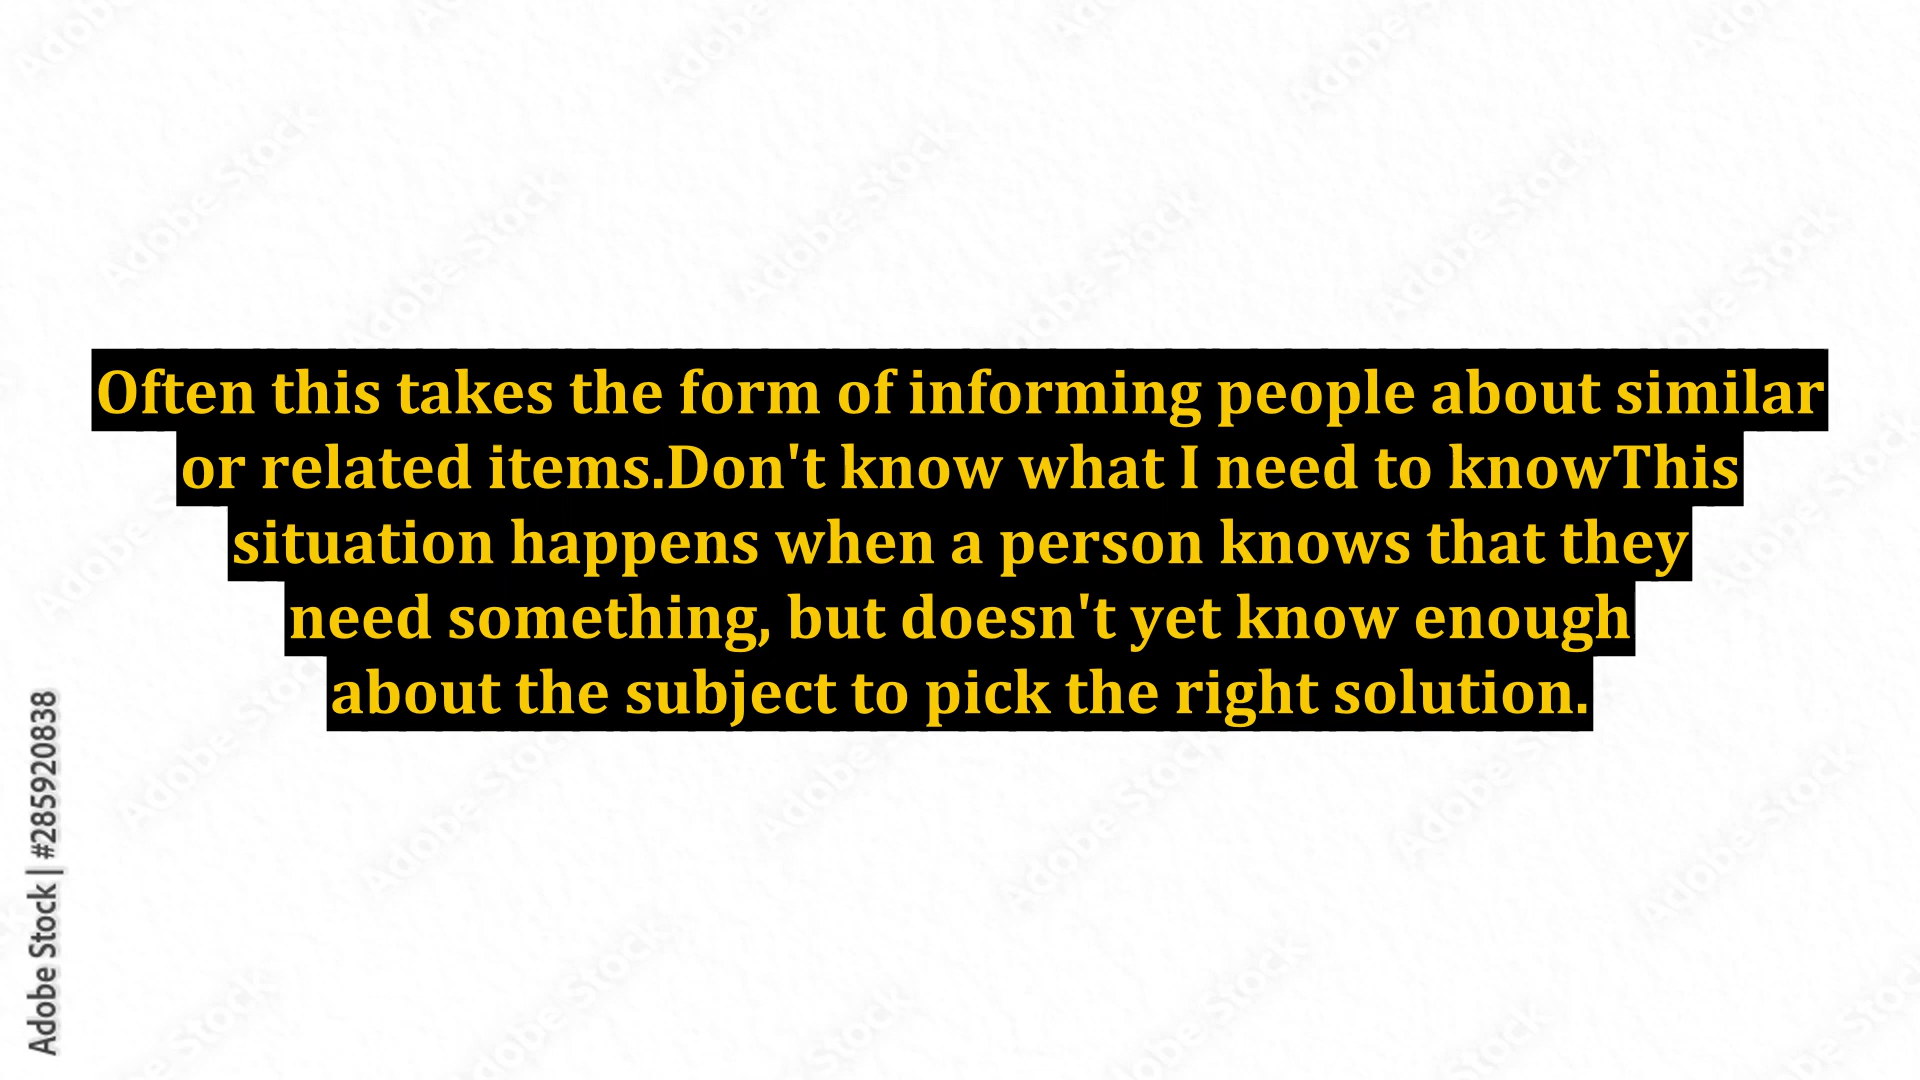 Often this takes the form of informing people about similar
or related items.Don't know what I need to knowThis
situation happens when a person knows that they
need something, but doesn't yet know enough
about the subject to pick the right solution.
Adobe Stock | #285920838